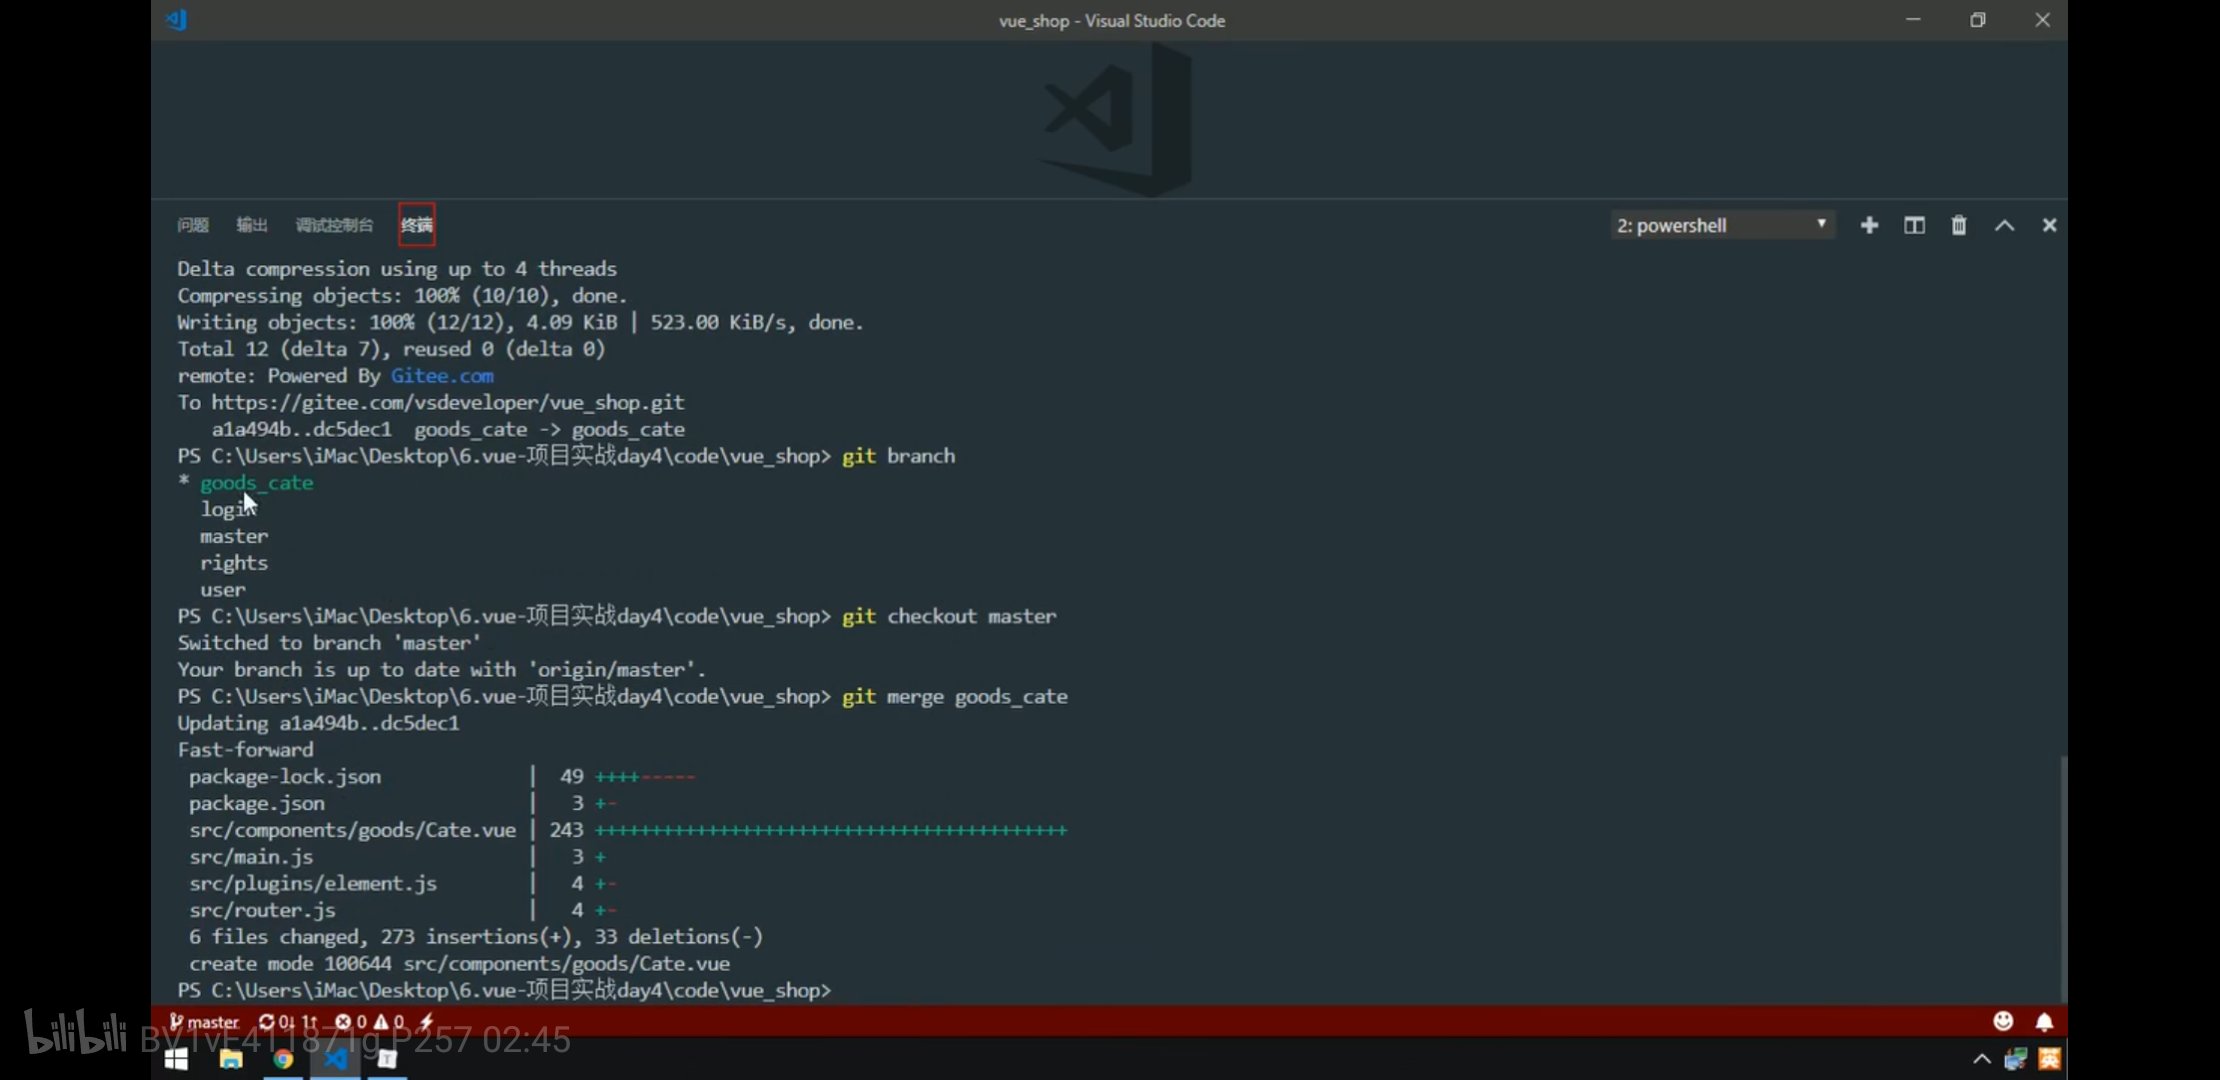 vue_shop - Visual Studio Code
问题 输出 调试控制台 终端 2: powershell
Delta compression using up to 4 threads
Compressing objects: 100% (10/10), done.
Writing objects: 100% (12/12), 4.09 KiB | 523.00 KiB/s, done.
Total 12 (delta 7), reused 0 (delta 0)
remote: Powered By Gitee.com
To https://gitee.com/vsdeveloper/vue_shop.git
a1a494b..dc5dec1 goods_cate -> goods_cate
PS C:\Users\iMac\Desktop\6.vue-项目实战day4\code\vue_shop> git branch
* goods_cate
login
master
rights
user
PS C:\Users\iMac\Desktop\6.vue-项目实战day4\code\vue_shop> git checkout master
Switched to branch 'master'
Your branch is up to date with 'origin/master'.
PS C:\Users\iMac\Desktop\6.vue-项目实战day4\code\vue_shop> git merge goods_cate
Updating a1a494b..dc5dec1
Fast-forward
package-lock.json | 49 ++++-----
package.json | 3 +-
src/components/goods/Cate.vue | 243 ++++++++++++++++++++++++++++++++++++++++++
src/main.js | 3 +
src/plugins/element.js | 4 +-
src/router.js | 4 +-
6 files changed, 273 insertions(+), 33 deletions(-)
create mode 100644 src/components/goods/Cate.vue
PS C:\Users\iMac\Desktop\6.vue-项目实战day4\code\vue_shop>
master 0↓ 1↑ 0 0
bilibili BV1vE411871g P257 02:45
英